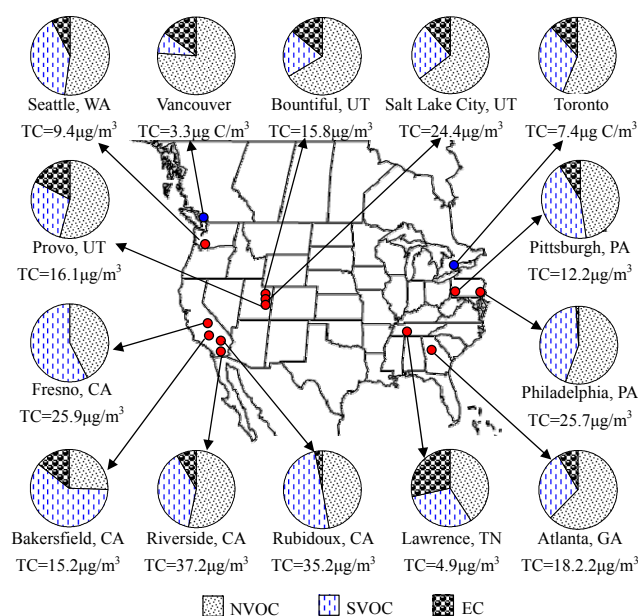 Seattle, WA
TC=9.4μg/m³
Vancouver
TC=3.3μg C/m³
Bountiful, UT
TC=15.8μg/m³
Salt Lake City, UT
TC=24.4μg/m³
Toronto
TC=7.4μg C/m³
Provo, UT
TC=16.1μg/m³
Pittsburgh, PA
TC=12.2μg/m³
Fresno, CA
TC=25.9μg/m³
Philadelphia, PA
TC=25.7μg/m³
Bakersfield, CA
TC=15.2μg/m³
Riverside, CA
TC=37.2μg/m³
Rubidoux, CA
TC=35.2μg/m³
Lawrence, TN
TC=4.9μg/m³
Atlanta, GA
TC=18.2.2μg/m³
NVOC
SVOC
EC